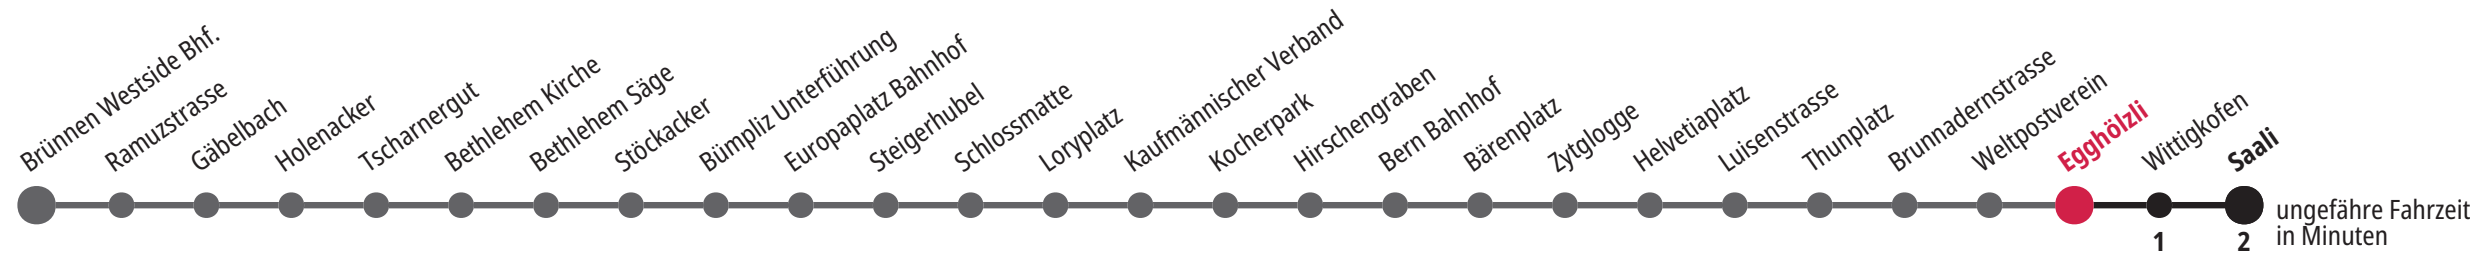 Brünnen Westside Bhf.
Ramuzstrasse
Gäbelbach
Holenacker
Tscharnergut
Bethlehem Kirche
Bethlehem Säge
Stöckacker
Bümpliz Unterführung
Europaplatz Bahnhof
Steigerhubel
Schlossmatte
Loryplatz
Kaufmännischer Verband
Kocherpark
Hirschengraben
Bern Bahnhof
Bärenplatz
Zytglogge
Helvetiaplatz
Luisenstrasse
Thunplatz
Brunnadernstrasse
Weltpostverein
Egghölzli
Wittigkofen
Saali
1
2
ungefähre Fahrzeit
in Minuten